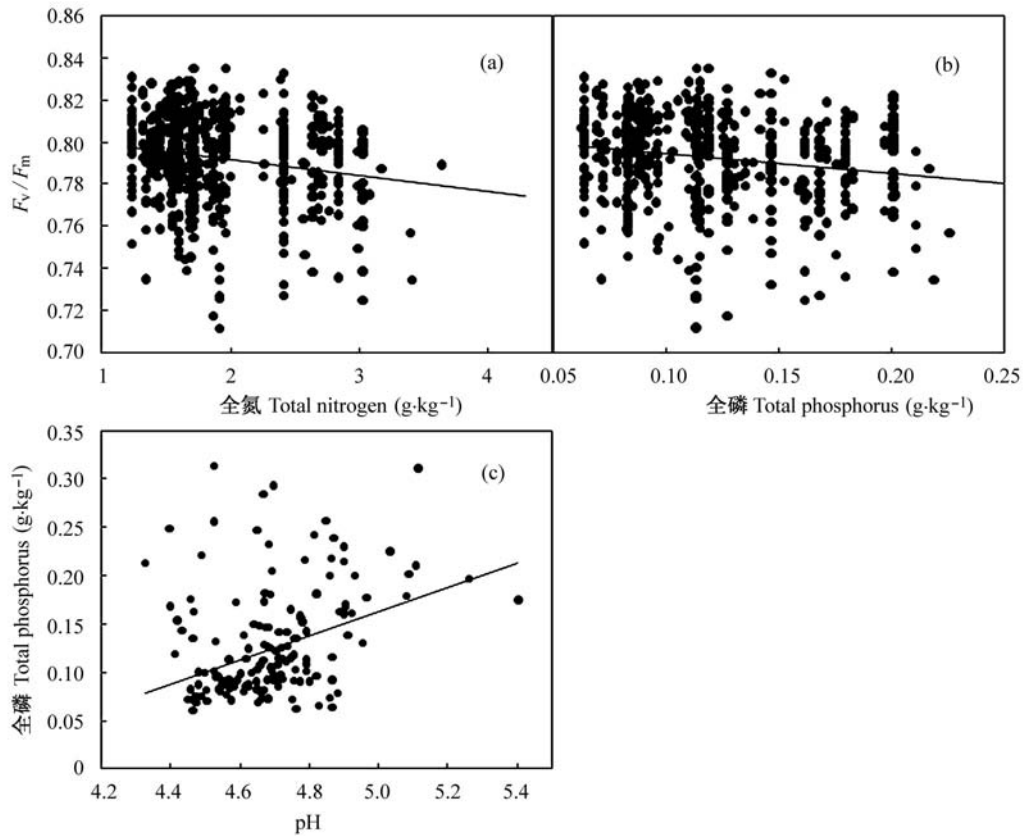 0.86
0.84
0.82
0.80
0.78
0.76
0.74
0.72
0.70
Fv / Fm
(a)
(b)
1 2 3 4
0.05 0.10 0.15 0.20 0.25
全氮 Total nitrogen (g·kg⁻¹)
全磷 Total phosphorus (g·kg⁻¹)
0.35
0.30
0.25
0.20
0.15
0.10
0.05
0
全磷 Total phosphorus (g·kg⁻¹)
(c)
4.2 4.4 4.6 4.8 5.0 5.2 5.4
pH